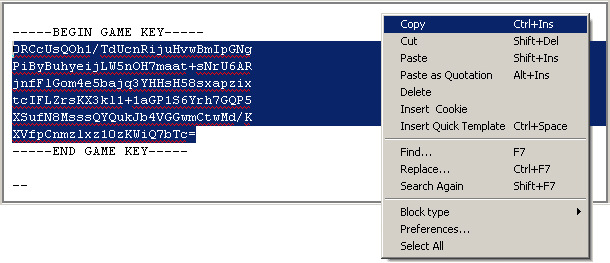 -----BEGIN GAME KEY-----
DRCcUsQOh1/TdUcnRijuHvwBmIpGNg
PiByBuhyeijLW5nOH7maat+sNrU6AR
jnfFlGom4e5bajq3YHHsH58sxapzix
tcIFLZrsKX3kl1+1aGP1S6Yrh7GQP5
XSufN8MsssQYQukJb4VGGwmCtwMd/K
XVfpCnmzlxz1OzKWiQ7bTc=
-----END GAME KEY-----
--
Copy Ctrl+Ins
Cut Shift+Del
Paste Shift+Ins
Paste as Quotation Alt+Ins
Delete
Insert Cookie
Insert Quick Template Ctrl+Space
Find... F7
Replace... Ctrl+F7
Search Again Shift+F7
Block type
Preferences...
Select All